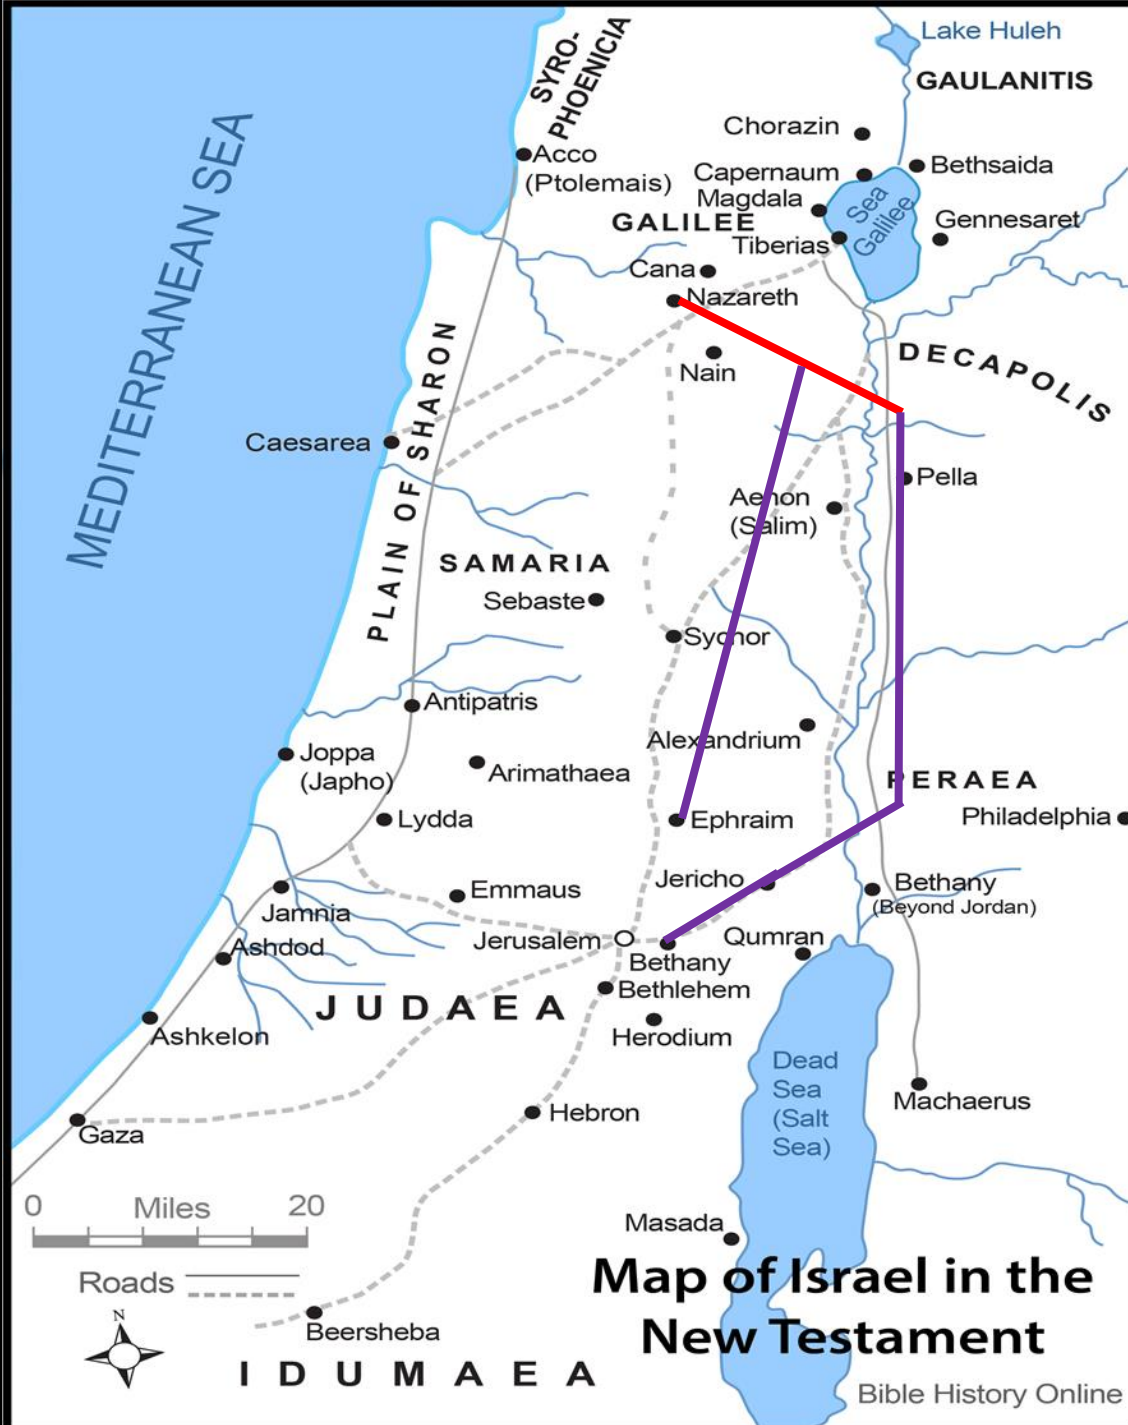 Lake Huleh
SYRO-
PHOENICIA
GAULANITIS
Chorazin
Acco
(Ptolemais)
Capernaum
Bethsaida
Magdala
Sea
Galilee
GALILEE
Gennesaret
Tiberias
MEDITERRANEAN SEA
Cana
Nazareth
Nain
DECAPOLIS
PLAIN OF SHARON
Caesarea
Pella
Aenon
(Salim)
SAMARIA
Sebaste
Sychor
Antipatris
Alexandrium
Joppa
(Japho)
Arimathaea
PERAEA
Lydda
Ephraim
Philadelphia
Emmaus
Jericho
Bethany
(Beyond Jordan)
Jamnia
Jerusalem
Qumran
Ashdod
Bethany
Bethlehem
JUDAEA
Ashkelon
Herodium
Dead
Sea
(Salt
Sea)
Machaerus
Hebron
Gaza
0 Miles 20
Masada
Roads
Map of Israel in the
New Testament
N
Beersheba
IDUMAEA
Bible History Online